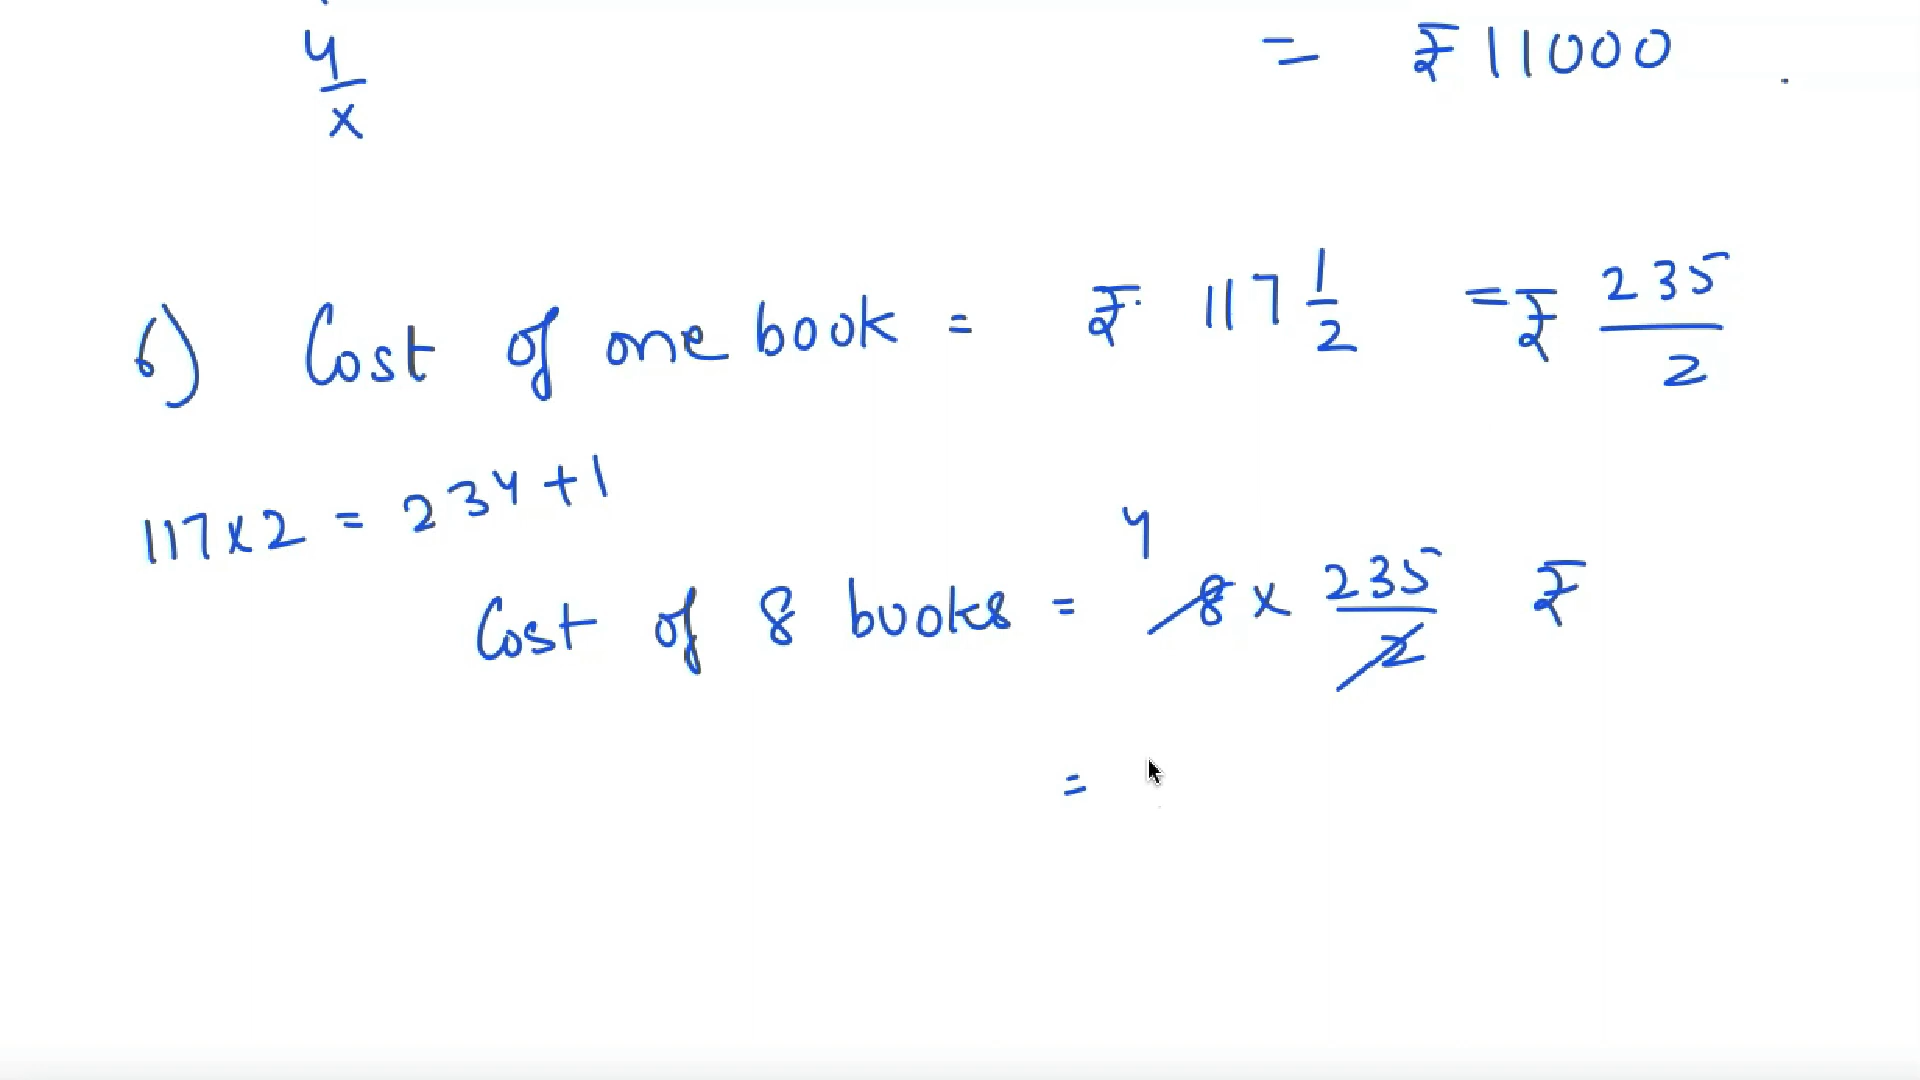 y/x
= ₹ 11000 .
6) Cost of one book = ₹ 117 1/2 = ₹ 235/2
117 x 2 = 234 + 1
4
Cost of 8 books = 8 x 235/2 ₹
=